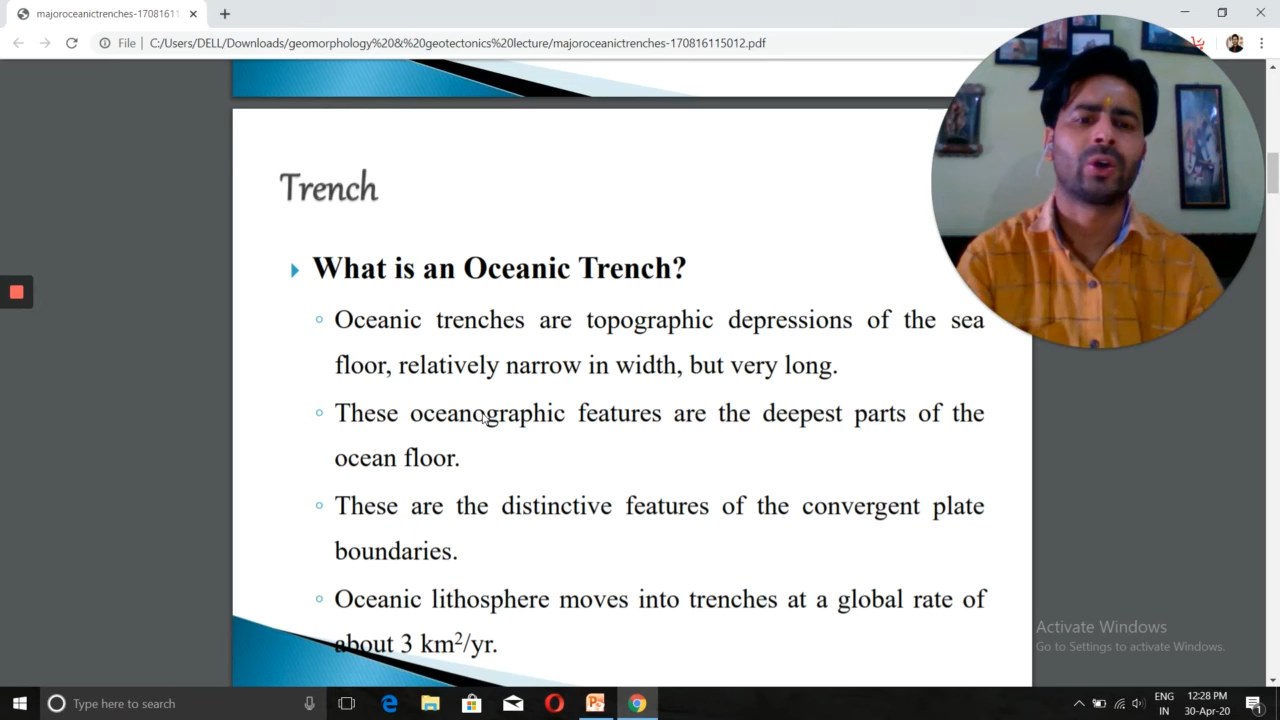 majoroceanictrenches-17081611
File
C:/Users/DELL/Downloads/geomorphology%20&%20geotectonics%20lecture/majoroceanictrenches-170816115012.pdf
Trench
What is an Oceanic Trench?
Oceanic trenches are topographic depressions of the sea
floor, relatively narrow in width, but very long.
These oceanographic features are the deepest parts of the
ocean floor.
These are the distinctive features of the convergent plate
boundaries.
Oceanic lithosphere moves into trenches at a global rate of
about 3 km²/yr.
Activate Windows
Go to Settings to activate Windows.
Type here to search
ENG
IN
12:28 PM
30-Apr-20
1